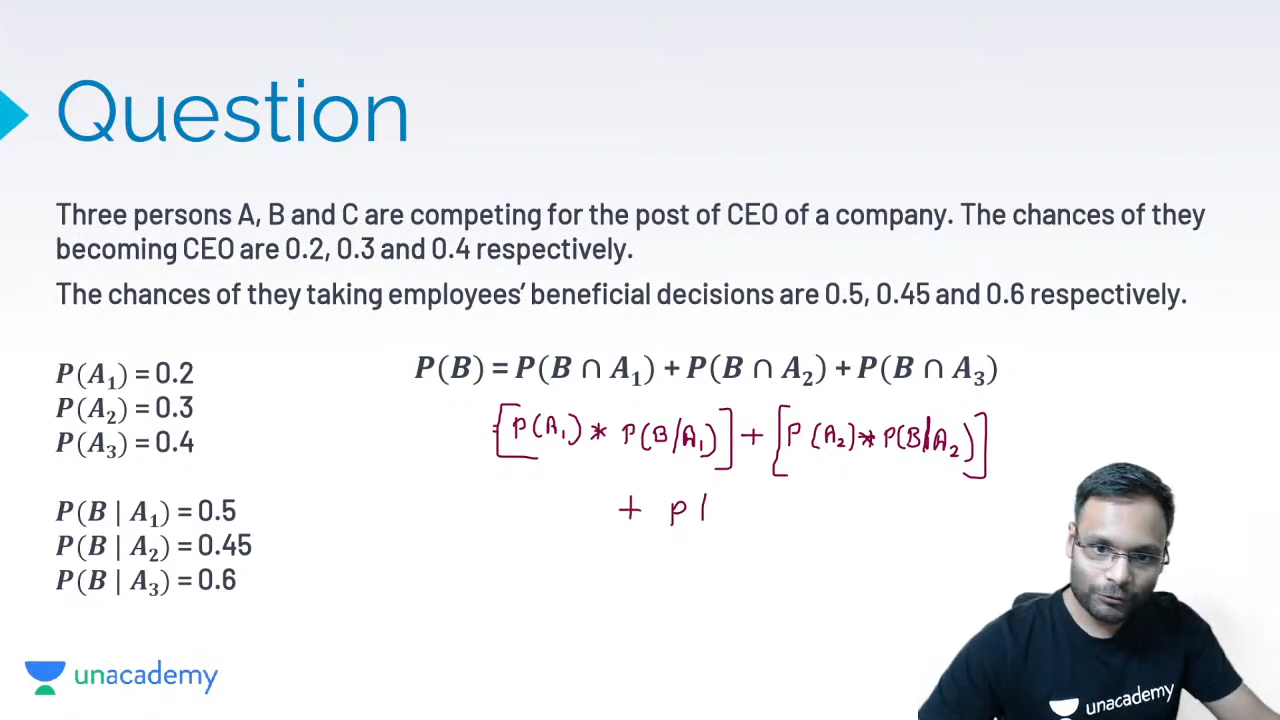 Question
Three persons A, B and C are competing for the post of CEO of a company. The chances of they
becoming CEO are 0.2, 0.3 and 0.4 respectively.
The chances of they taking employees’ beneficial decisions are 0.5, 0.45 and 0.6 respectively.
P(A₁) = 0.2
P(A₂) = 0.3
P(A₃) = 0.4
P(B | A₁) = 0.5
P(B | A₂) = 0.45
P(B | A₃) = 0.6
P(B) = P(B ∩ A₁) + P(B ∩ A₂) + P(B ∩ A₃)
= [P(A₁) * P(B/A₁)] + [P(A₂) * P(B/A₂)]
+ P(
unacademy
unacademy